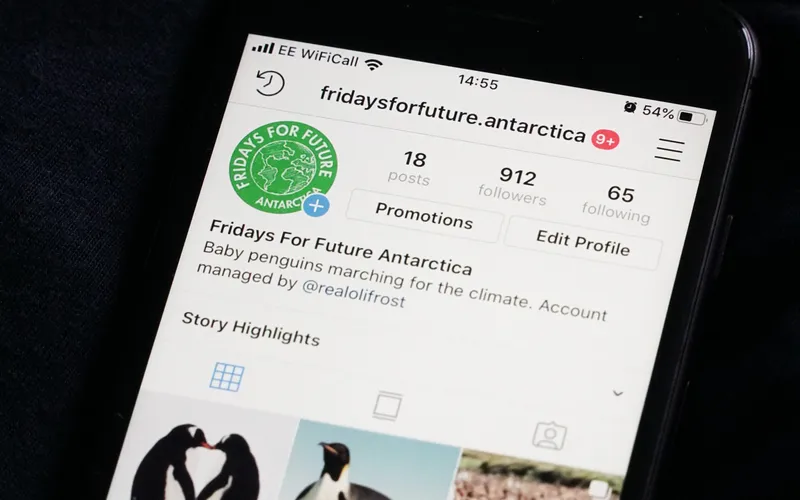 EE WiFiCall
14:55
54%
fridaysforfuture.antarctica 9+
FRIDAYS FOR FUTURE
ANTARCTICA
18 912 65
posts followers following
Promotions Edit Profile
Fridays For Future Antarctica
Baby penguins marching for the climate. Account
managed by @realolifrost
Story Highlights